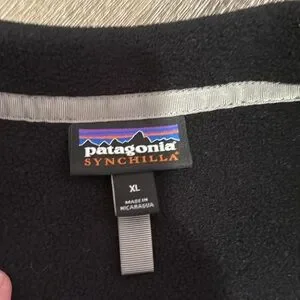 patagonia
SYNCHILLA
XL
MADE IN
NICARAGUA